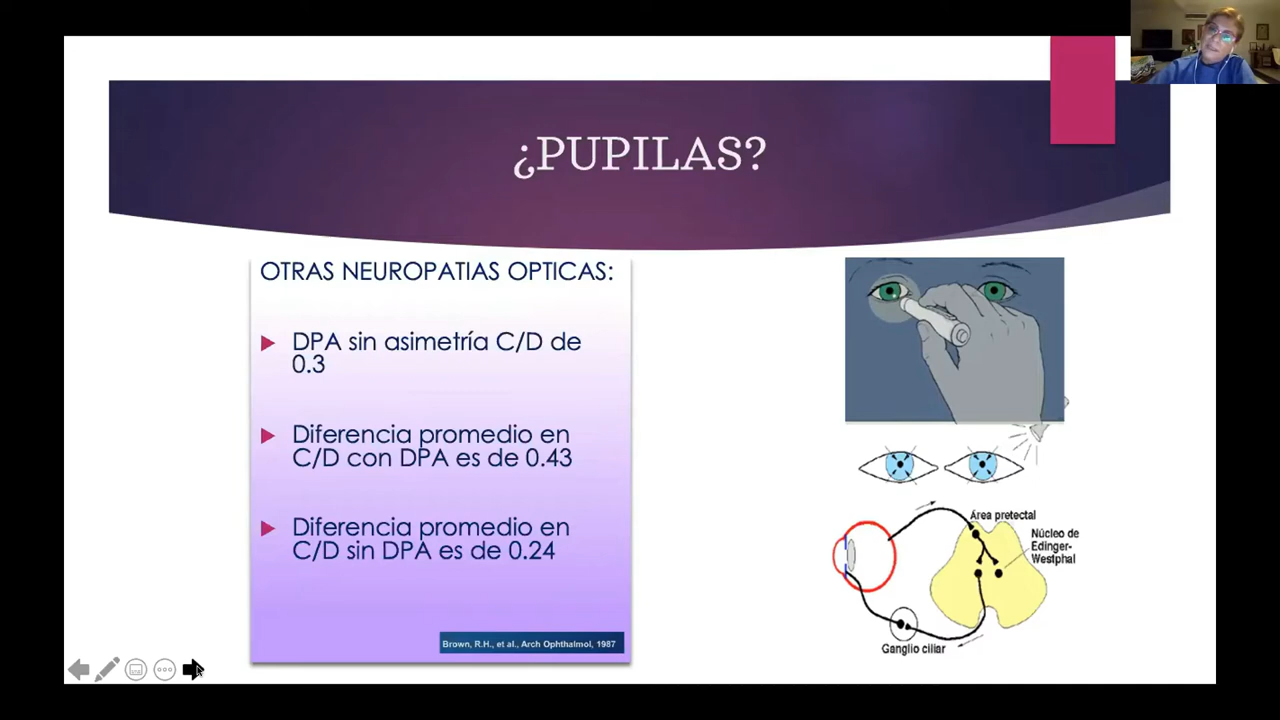 ¿PUPILAS?
OTRAS NEUROPATIAS OPTICAS:
DPA sin asimetría C/D de
0.3
Diferencia promedio en
C/D con DPA es de 0.43
Diferencia promedio en
C/D sin DPA es de 0.24
Brown, R.H., et al., Arch Ophthalmol, 1987
Área pretectal
Núcleo de
Edinger-
Westphal
Ganglio ciliar